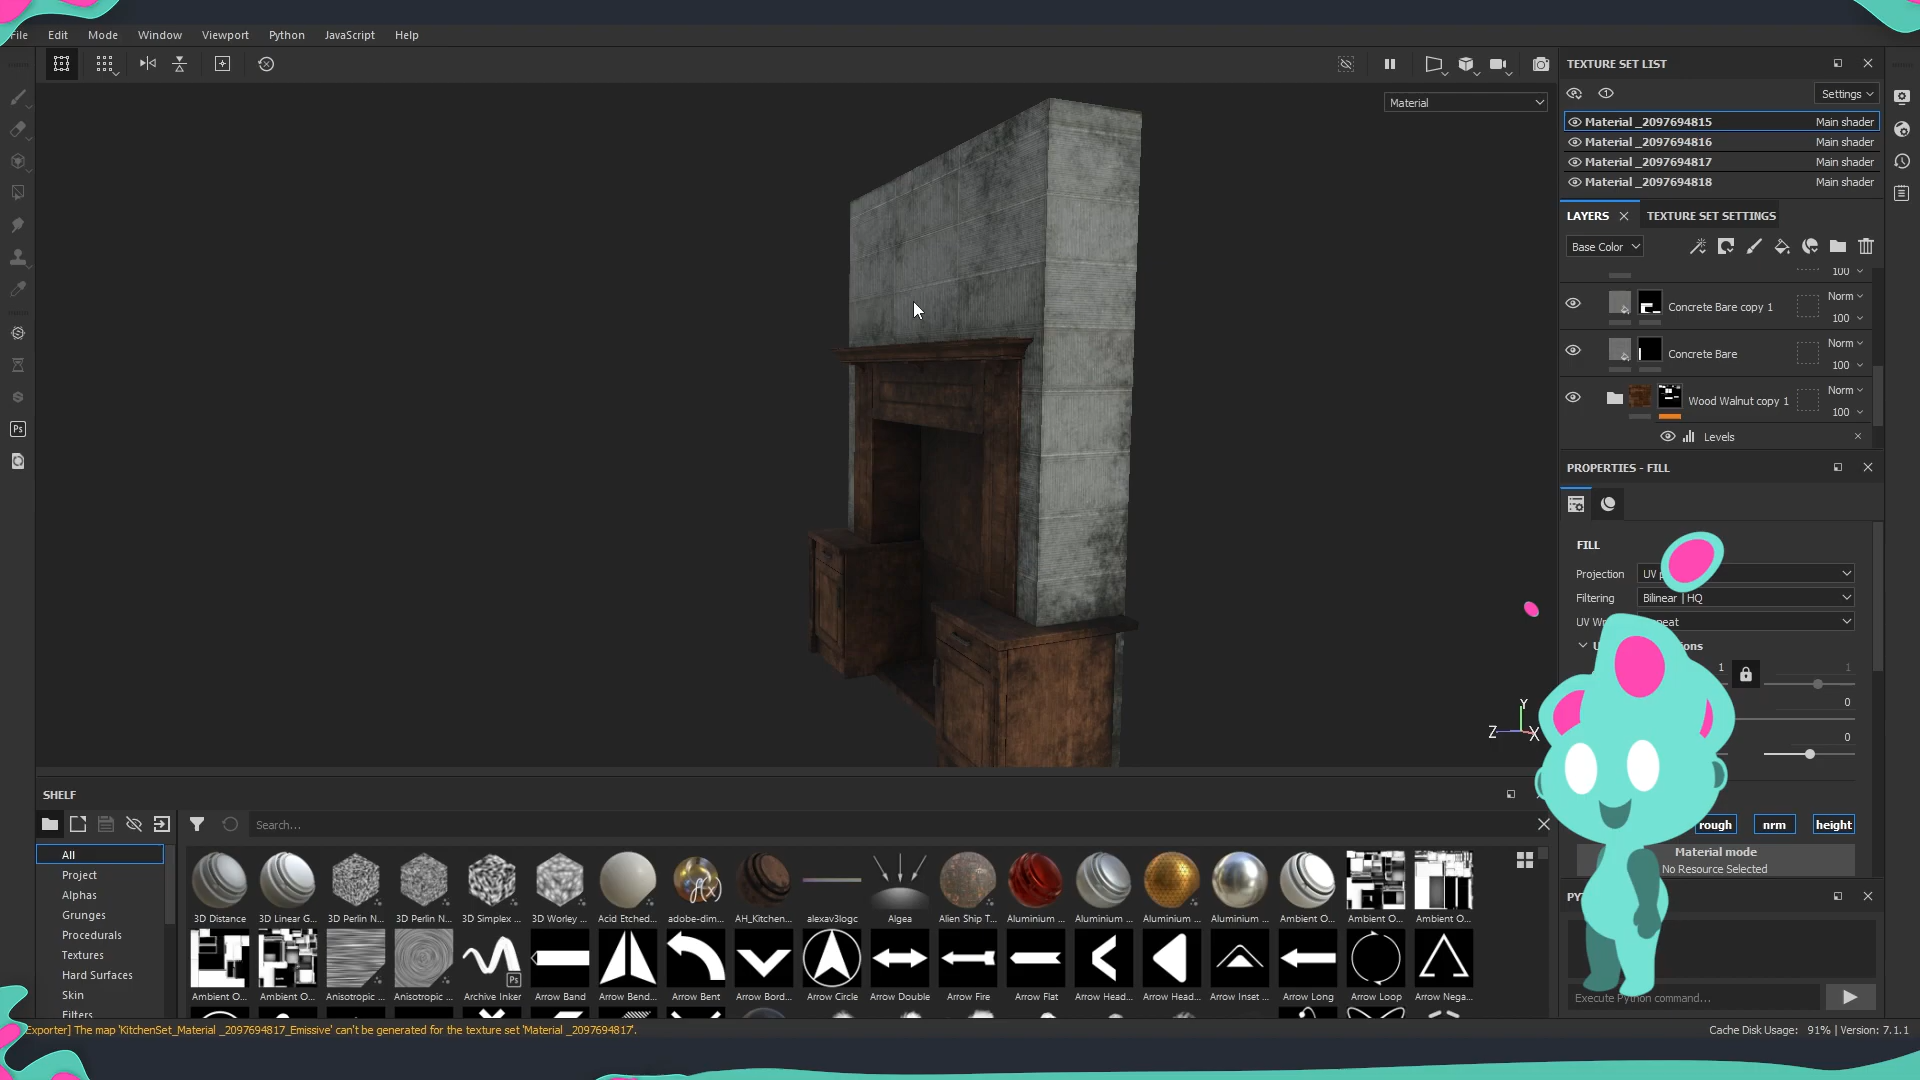 File Edit Mode Window Viewport Python JavaScript Help
Material
TEXTURE SET LIST
Settings
Material _2097694815 Main shader
Material _2097694816 Main shader
Material _2097694817 Main shader
Material _2097694818 Main shader
LAYERS TEXTURE SET SETTINGS
Base Color
100
Concrete Bare copy 1 Norm
100
Concrete Bare Norm
100
Wood Walnut copy 1 Norm
100
Levels
PROPERTIES - FILL
FILL
Projection UV p
Filtering Bilinear | HQ
UV W peat
U ons
1 1
0
0
rough nrm height
Material mode
No Resource Selected
PY
Execute Python command...
Y
Z X
Ps
SHELF
Search...
All
Project
Alphas
Grunges
Procedurals
Textures
Hard Surfaces
Skin
Filters
3D Distance 3D Linear G... 3D Perlin N... 3D Perlin N... 3D Simplex ... 3D Worley ... Acid Etched... adobe-dim... AH_Kitchen... alexav3logc Algea Alien Ship T... Aluminium ... Aluminium ... Aluminium ... Aluminium ... Ambient O... Ambient O... Ambient O...
Ambient O... Ambient O... Anisotropic ... Anisotropic ... Archive Inker Arrow Band Arrow Bend... Arrow Bent Arrow Bord... Arrow Circle Arrow Double Arrow Fire Arrow Flat Arrow Head... Arrow Head... Arrow Inset ... Arrow Long Arrow Loop Arrow Nega...
Exporter] The map 'KitchenSet_Material _2097694817_Emissive' can't be generated for the texture set 'Material _2097694817'.
Cache Disk Usage: 91% | Version: 7.1.1